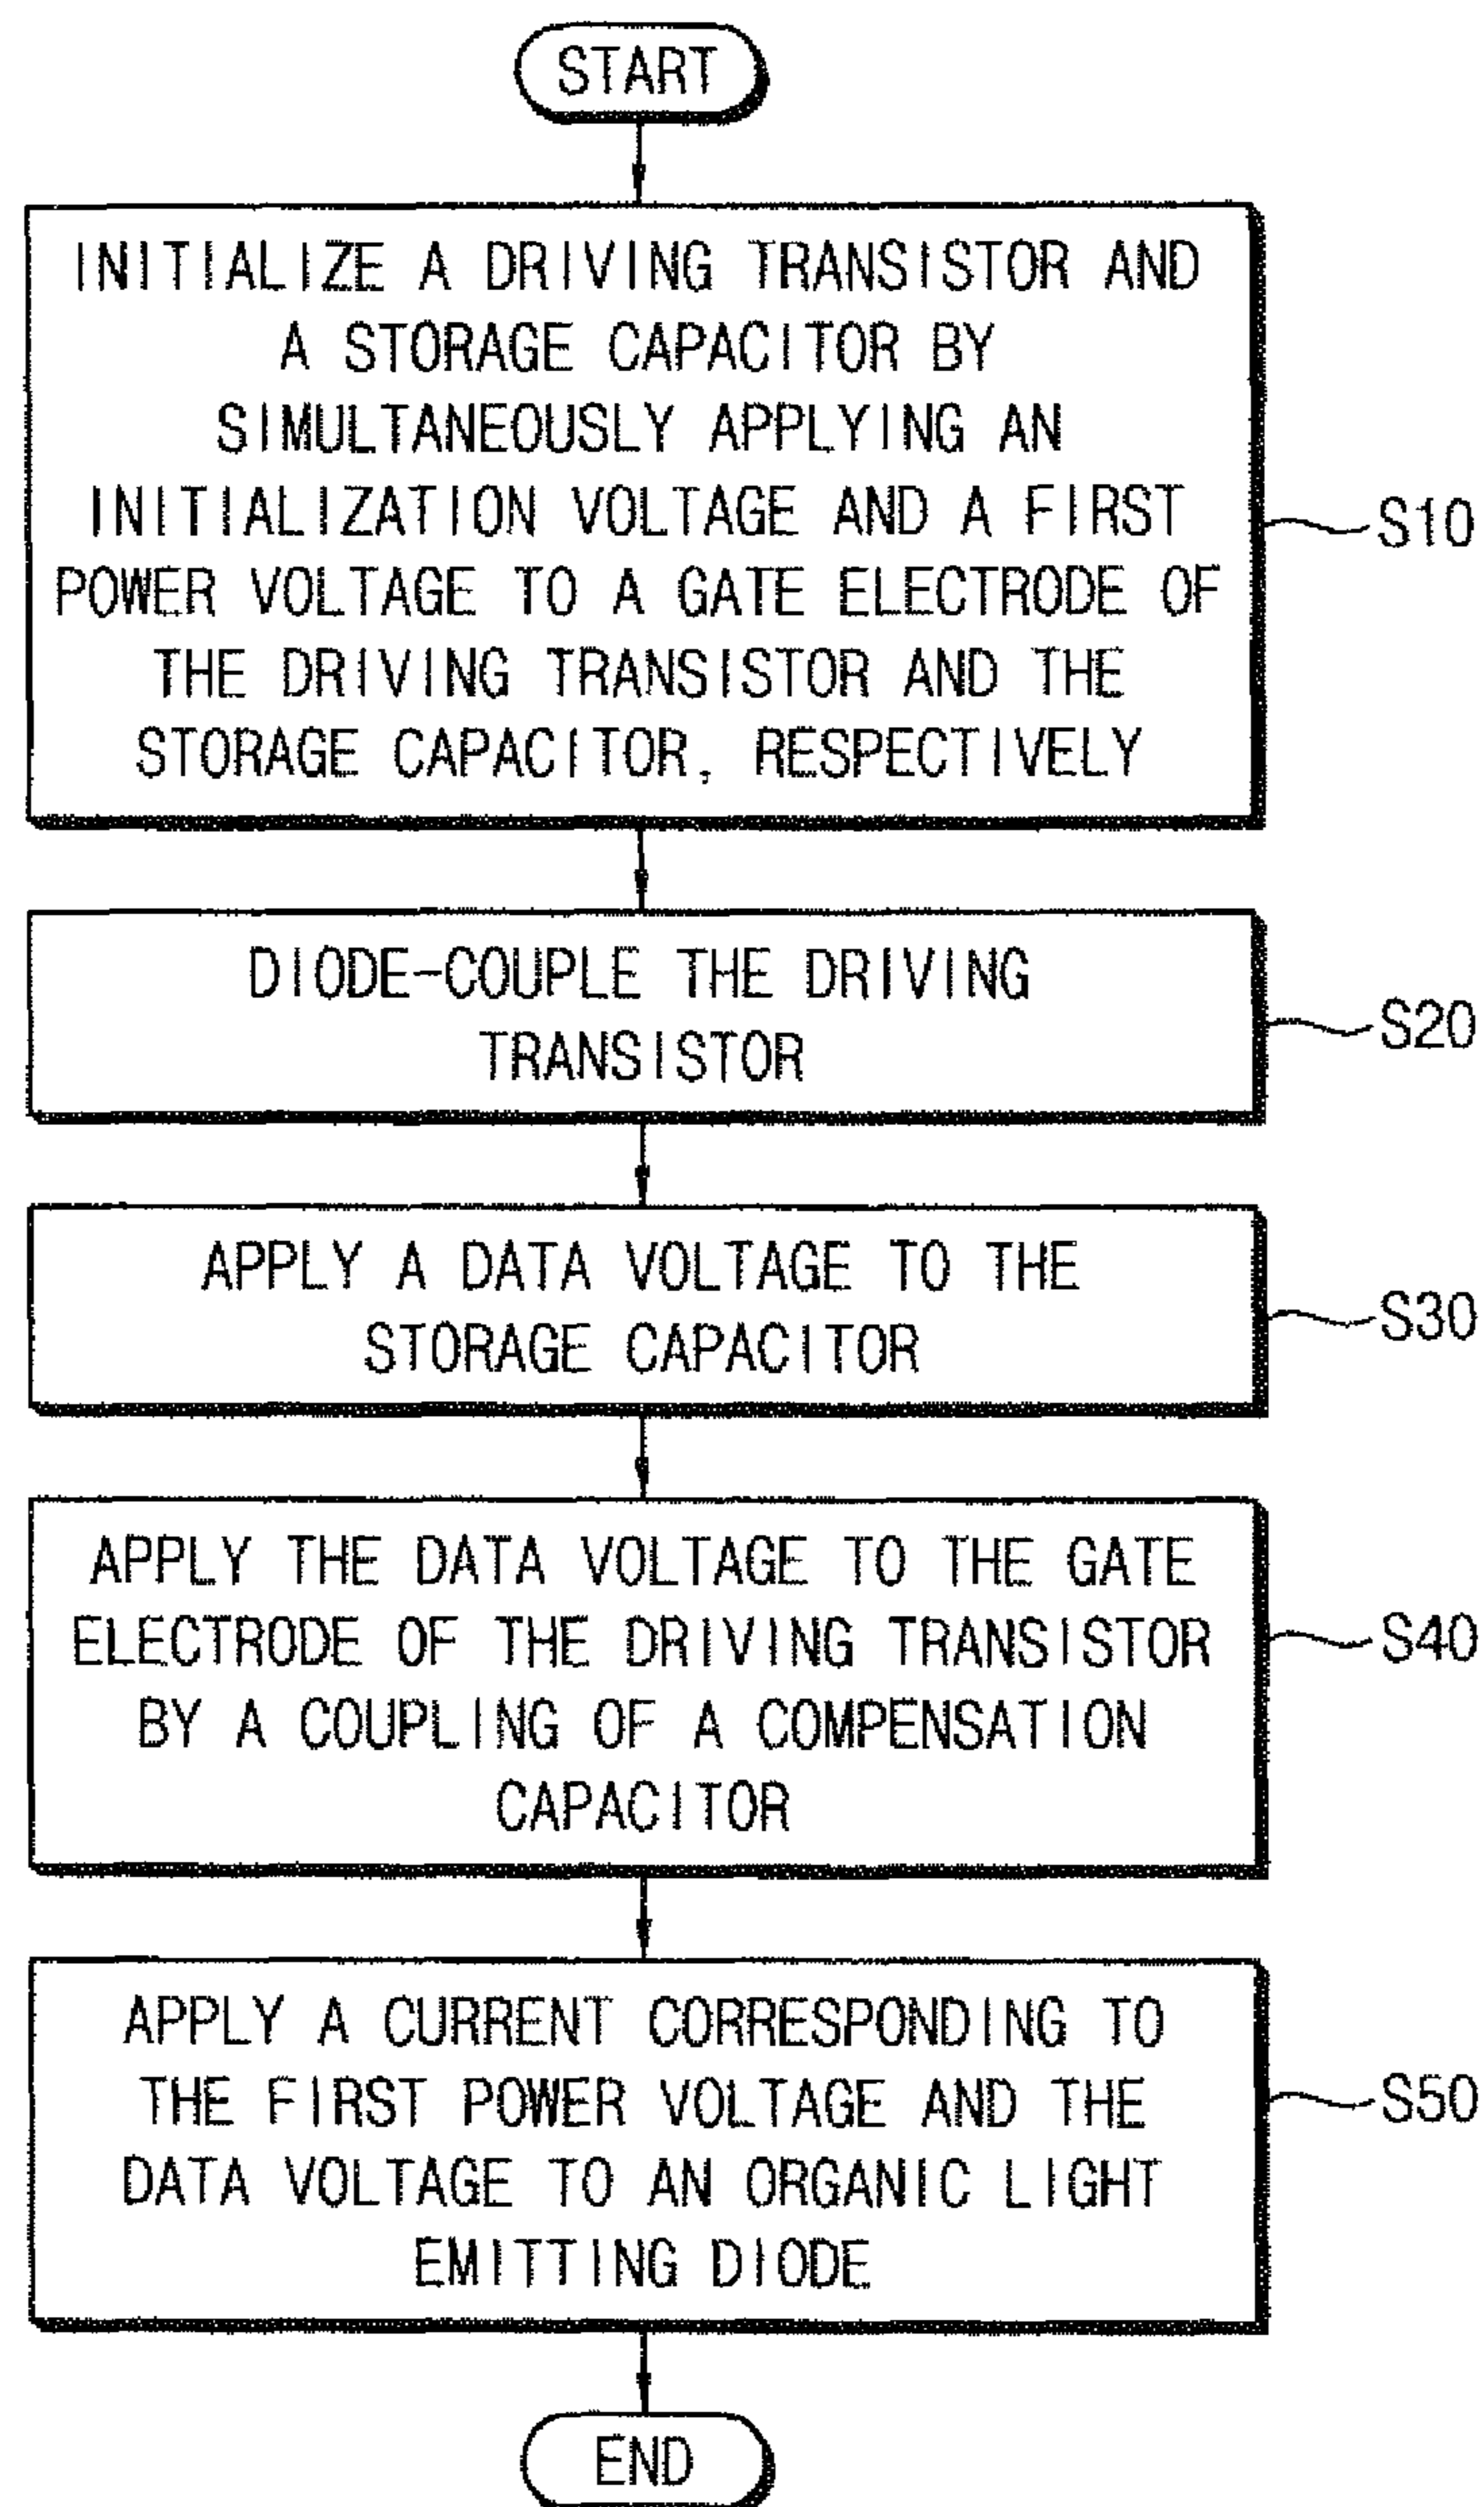 START
INITIALIZE A DRIVING TRANSISTOR AND
A STORAGE CAPACITOR BY
SIMULTANEOUSLY APPLYING AN
INITIALIZATION VOLTAGE AND A FIRST
POWER VOLTAGE TO A GATE ELECTRODE OF
THE DRIVING TRANSISTOR AND THE
STORAGE CAPACITOR, RESPECTIVELY
S10
DIODE-COUPLE THE DRIVING
TRANSISTOR
S20
APPLY A DATA VOLTAGE TO THE
STORAGE CAPACITOR
S30
APPLY THE DATA VOLTAGE TO THE GATE
ELECTRODE OF THE DRIVING TRANSISTOR
BY A COUPLING OF A COMPENSATION
CAPACITOR
S40
APPLY A CURRENT CORRESPONDING TO
THE FIRST POWER VOLTAGE AND THE
DATA VOLTAGE TO AN ORGANIC LIGHT
EMITTING DIODE
S50
END